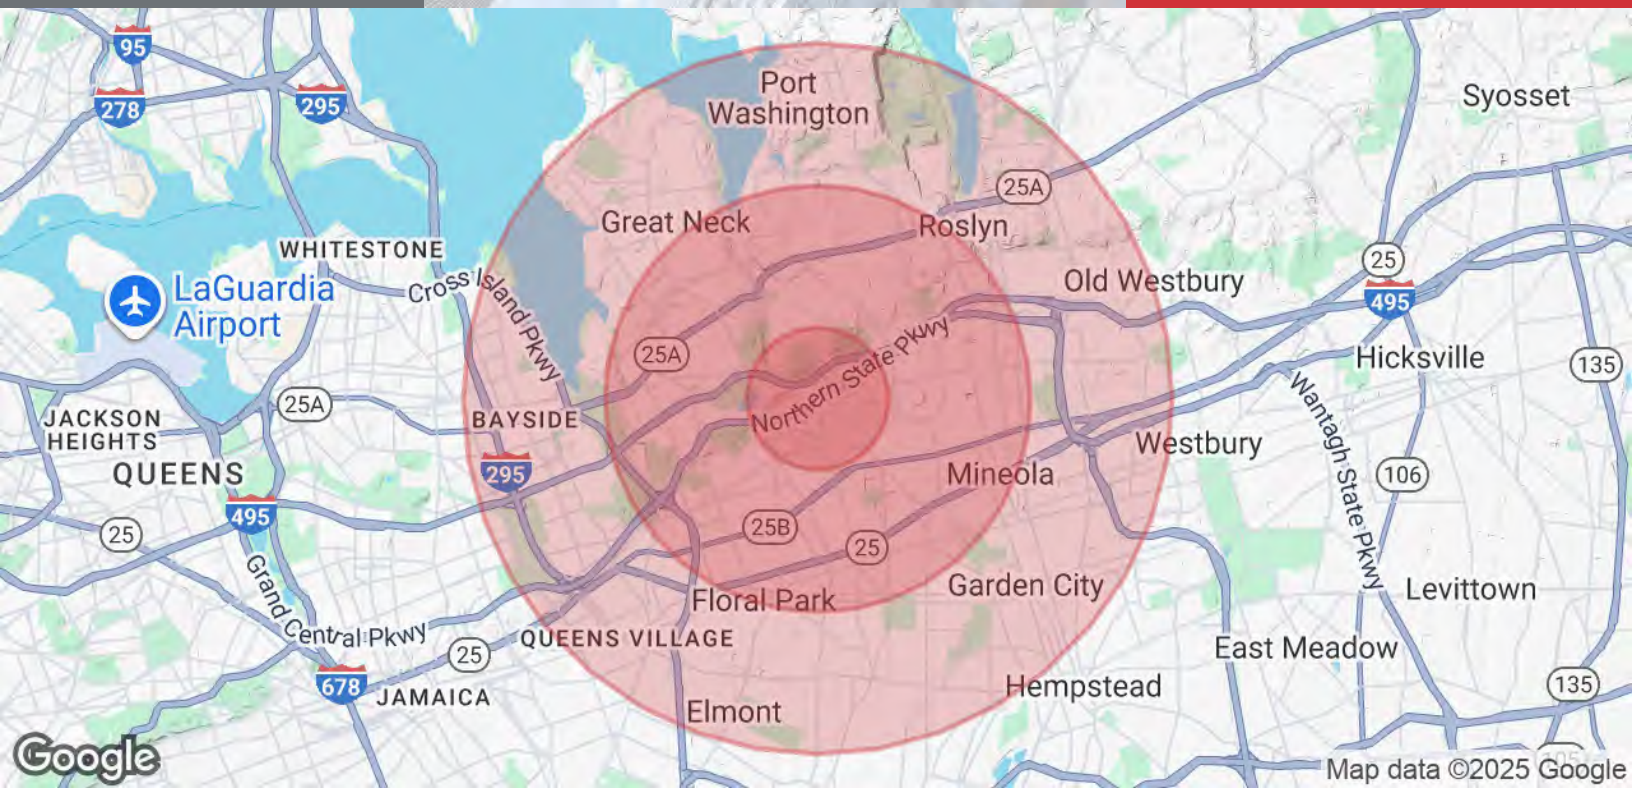 95
278
295
Port
Washington
Syosset
25A
Great Neck
Roslyn
WHITESTONE
Cross Island Pkwy
Old Westbury
25
495
LaGuardia
Airport
25A
Northern State Pkwy
Hicksville
135
25A
JACKSON
HEIGHTS
BAYSIDE
Wantagh State Pkwy
Westbury
QUEENS
295
Mineola
106
495
25
25B
25
Grand Central Pkwy
Floral Park
Garden City
Levittown
QUEENS VILLAGE
25
East Meadow
678
JAMAICA
Hempstead
135
Elmont
Google
Map data ©2025 Google